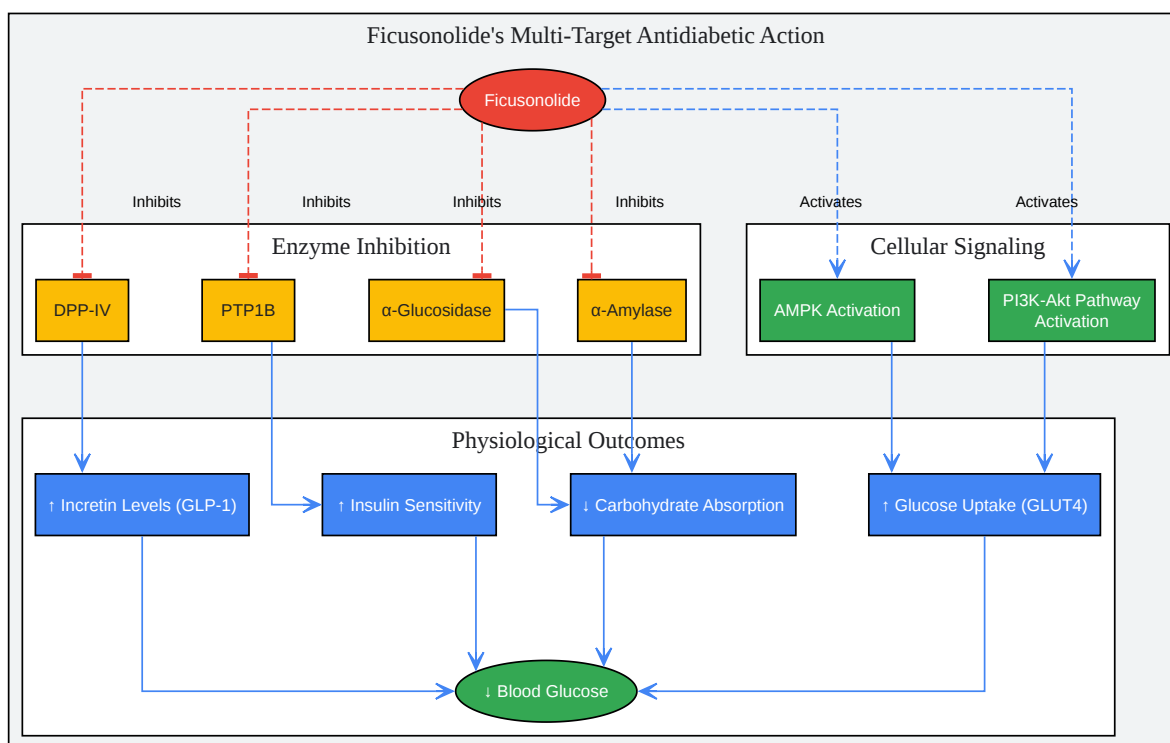 Ficusonolide's Multi-Target Antidiabetic Action
Ficusonolide
Inhibits
Inhibits
Inhibits
Inhibits
Activates
Activates
Enzyme Inhibition
Cellular Signaling
DPP-IV
PTP1B
α-Glucosidase
α-Amylase
AMPK Activation
PI3K-Akt Pathway
Activation
Physiological Outcomes
↑ Incretin Levels (GLP-1)
↑ Insulin Sensitivity
↓ Carbohydrate Absorption
↑ Glucose Uptake (GLUT4)
↓ Blood Glucose